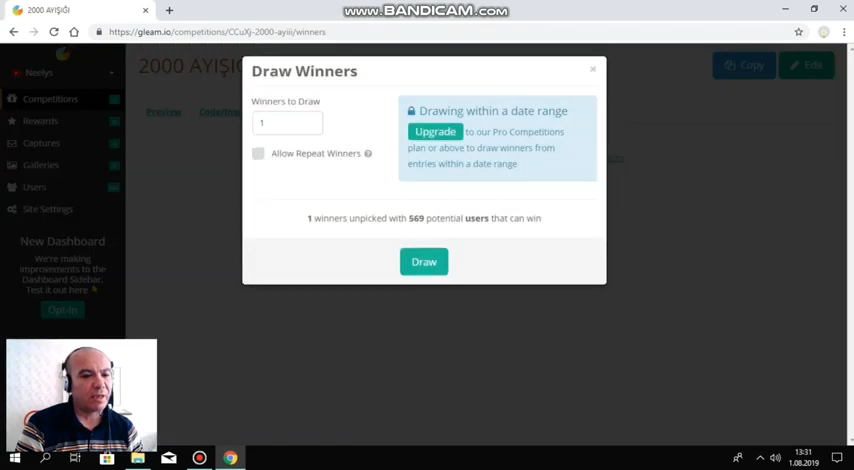 www.BANDICAM.com
2000 AYIŞIĞI
https://gleam.io/competitions/CCuXj-2000-ayiii/winners
Neelys
2000 AYIŞIĞ
Copy
Edit
Competitions
Preview
Rewards
Captures
Galleries
Users
Site Settings
New Dashboard
We're making
improvements to the
Dashboard Sidebar.
Test it out here
Opt-In
Draw Winners
×
Winners to Draw
1
Allow Repeat Winners
Drawing within a date range
Upgrade to our Pro Competitions
plan or above to draw winners from
entries within a date range
1 winners unpicked with 569 potential users that can win
Draw
13:31
1.08.2019